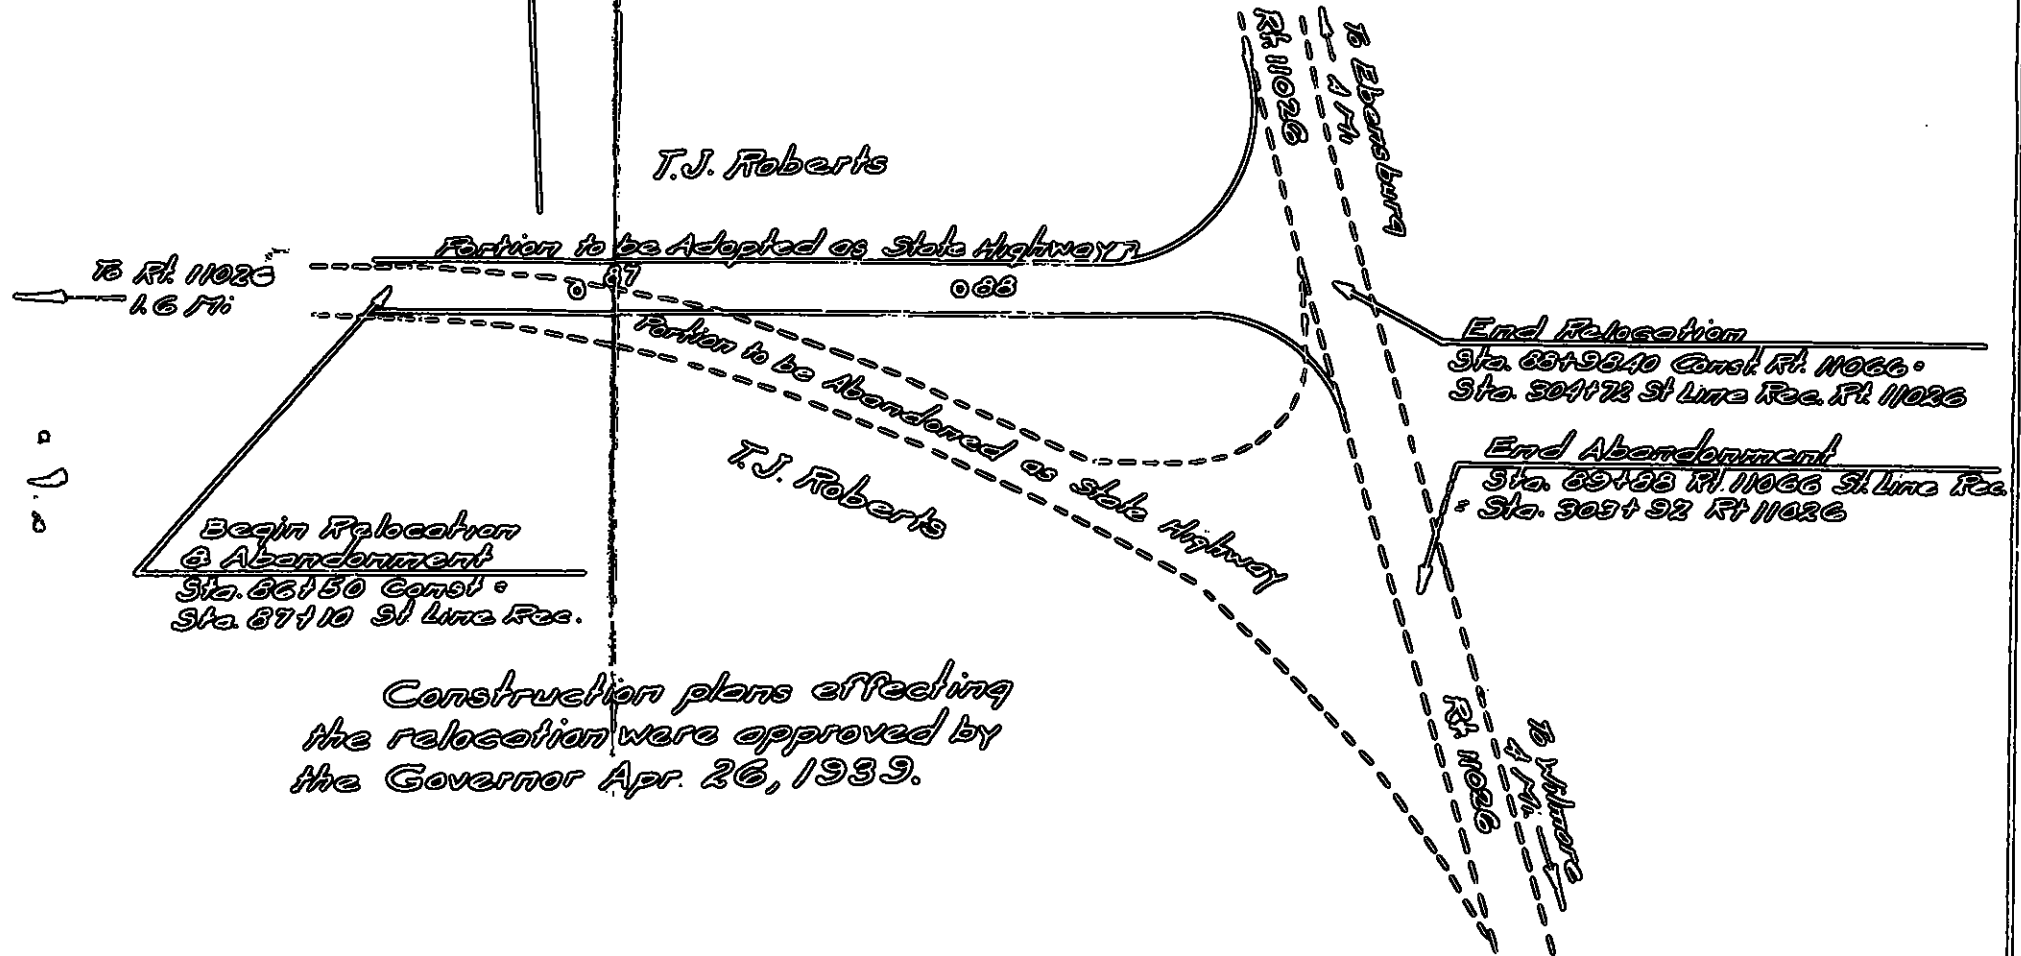 Rt. 11026
To Ebensburg
4 Mi
T.J. Roberts
Portion to be Adopted as State Highway
To Rt. 11026
1.6 Mi
87
88
Portion to be Abandoned as State Highway
End Relocation
Sta. 88+98.40 Const. Rt. 11066 =
Sta. 304+72 St Line Rec. Rt. 11026
T.J. Roberts
End Abandonment
Sta. 89+88 Rt. 11066 St. Line Rec.
= Sta. 303+92 Rt 11026
Begin Relocation
& Abandonment
Sta. 86+50 Const =
Sta. 87+10 St Line Rec.
Construction plans effecting
the relocation were approved by
the Governor Apr. 26, 1939.
Rt. 11026
To Wilmore
4 Mi.